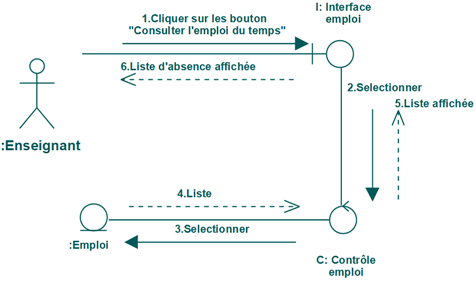 1.Cliquer sur les bouton
"Consulter l'emploi du temps"
I: Interface
emploi
6.Liste d'absence affichée
2.Selectionner
5.Liste affichée
:Enseignant
4.Liste
3.Selectionner
:Emploi
C: Contrôle
emploi